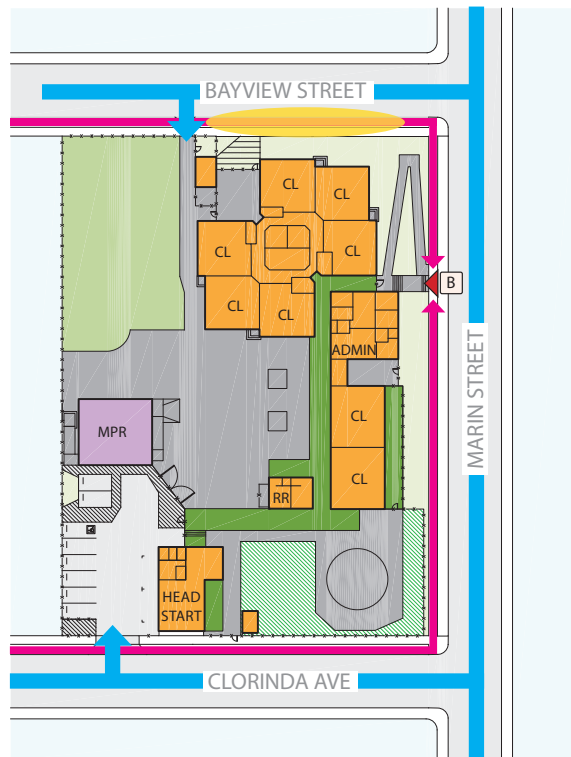 BAYVIEW STREET
CL
CL
CL
CL
CL
CL
B
ADMIN
MARIN STREET
CL
MPR
CL
RR
HEAD
START
CLORINDA AVE